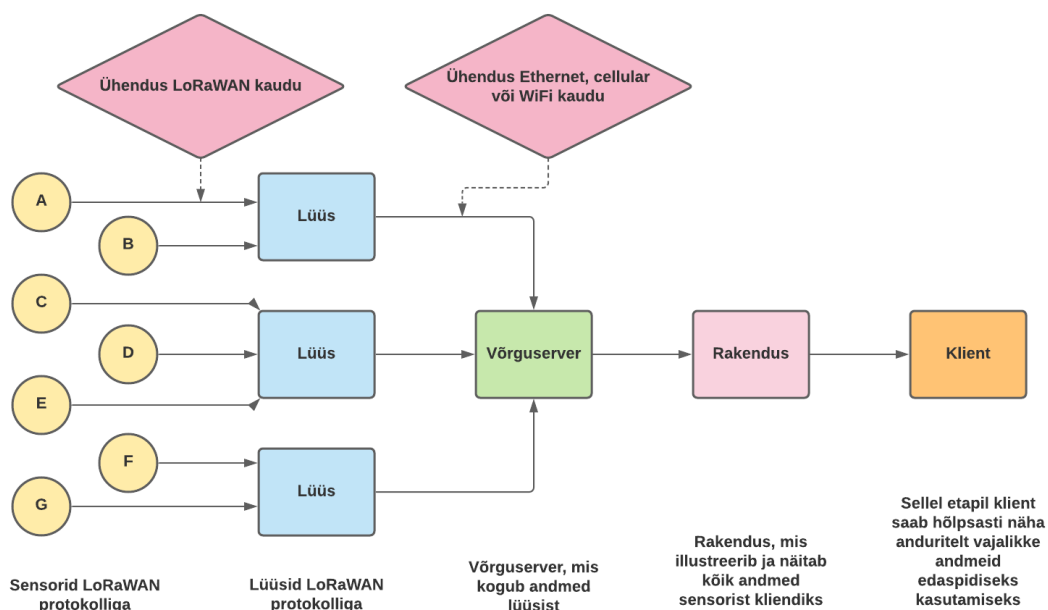 Ühendus LoRaWAN kaudu
Ühendus Ethernet, cellular
või WiFi kaudu
A
Lüüs
B
C
D
Lüüs
Võrguserver
Rakendus
Klient
E
F
Lüüs
G
Sensorid LoRaWAN
protokolliga
Lüüsid LoRaWAN
protokolliga
Võrguserver, mis
kogub andmed
lüüsist
Rakendus, mis
illustreerib ja näitab
kõik andmed
sensorist kliendiks
Sellel etapil klient
saab hõlpsasti näha
anduritelt vajalikke
andmeid
edaspidiseks
kasutamiseks